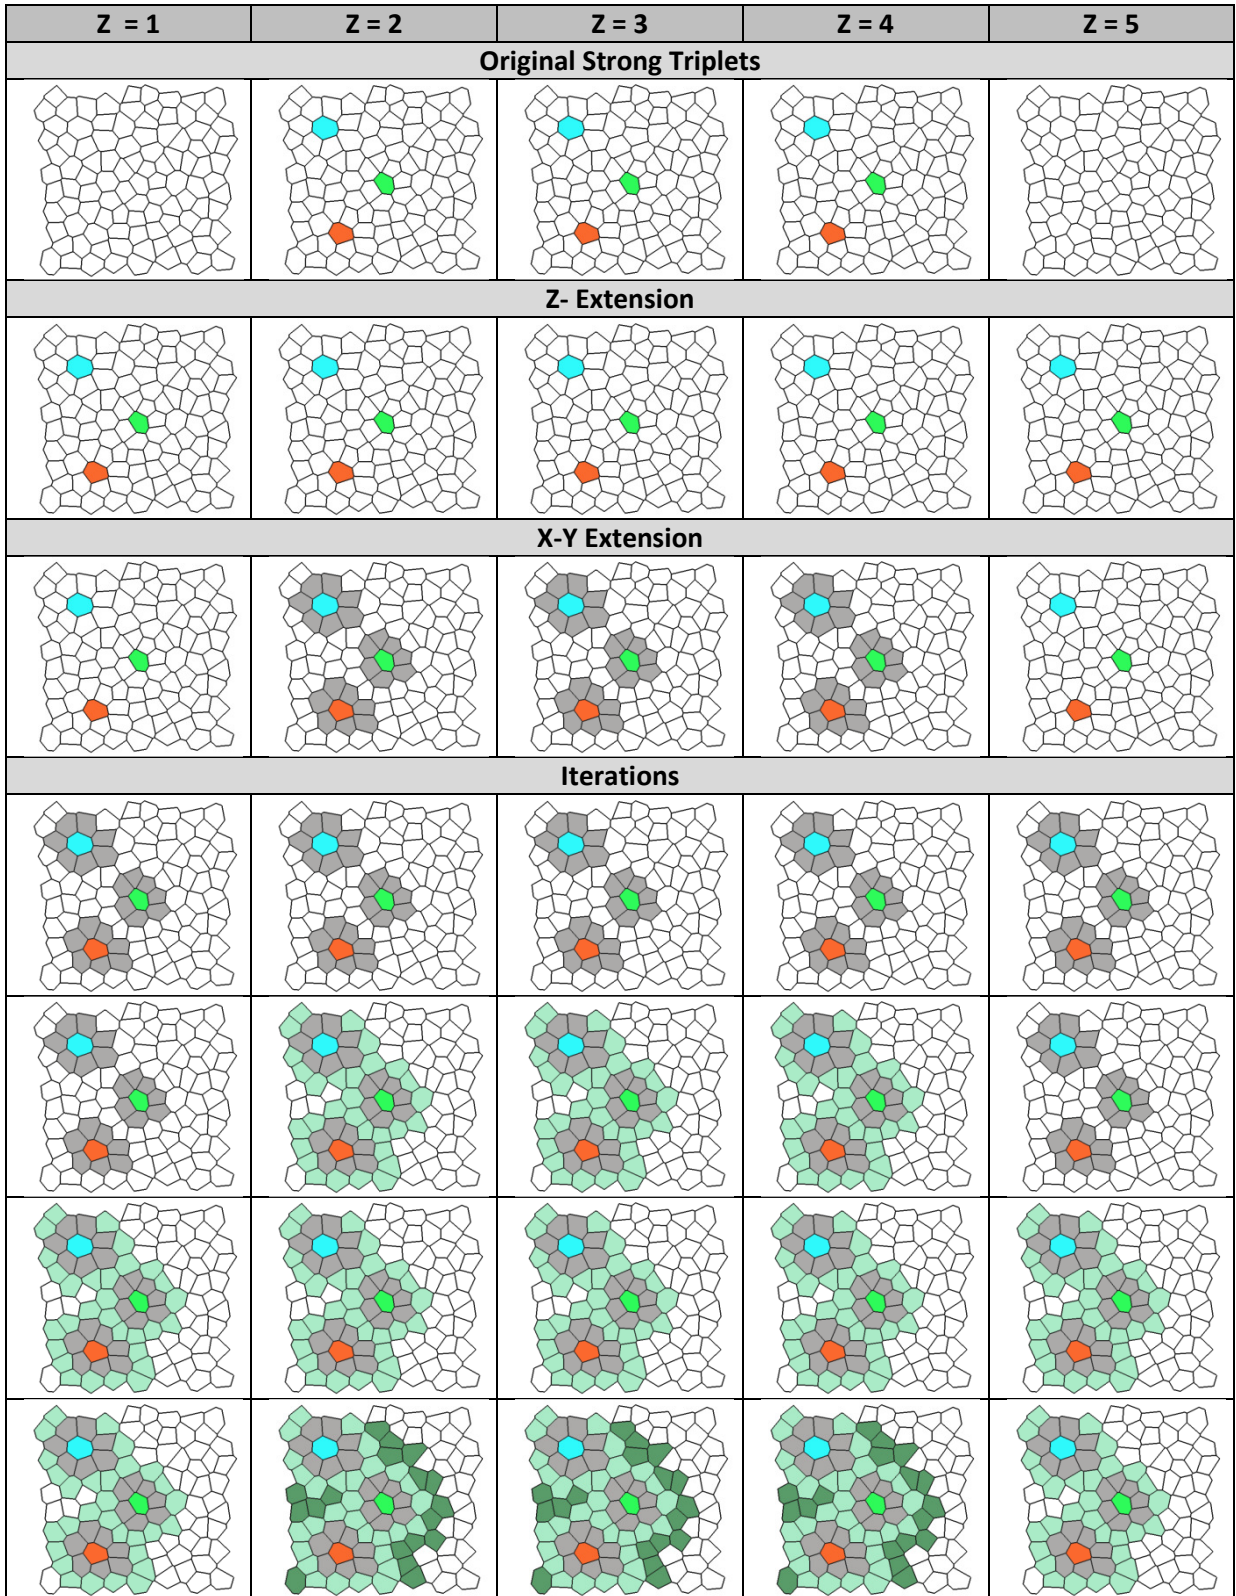 Z = 1 Z = 2 Z = 3 Z = 4 Z = 5
Original Strong Triplets
Z- Extension
X-Y Extension
Iterations